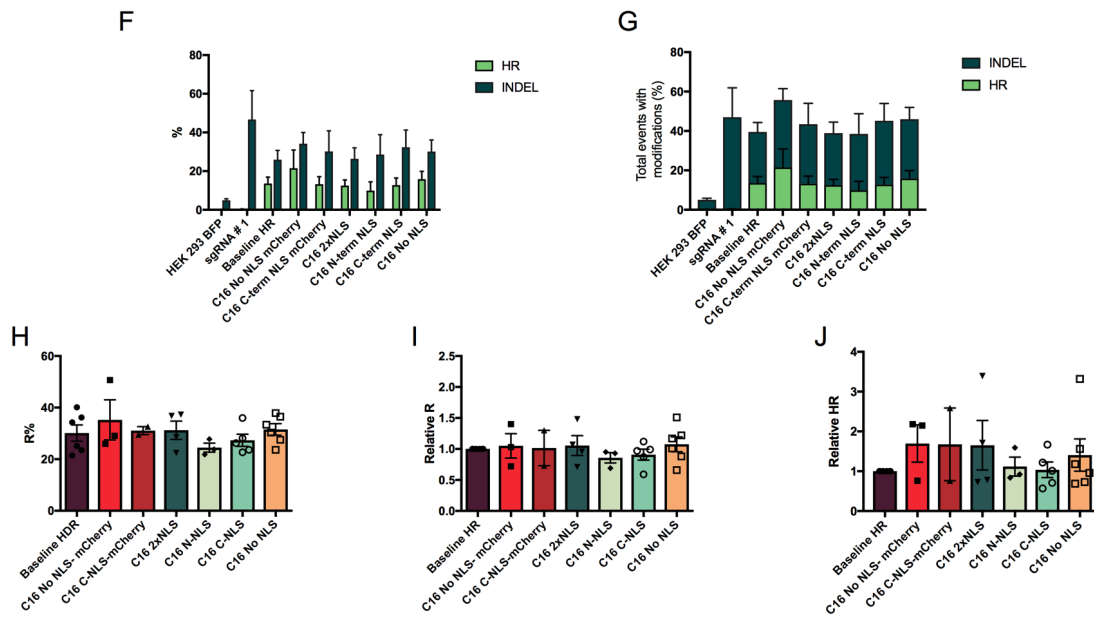 F
80
60
40
20
0
%
HR
INDEL
HEK 293 BFP
sgRNA # 1
Baseline HR
C16 No NLS mCherry
C16 C-term NLS mCherry
C16 2xNLS
C16 N-term NLS
C16 C-term NLS
C16 No NLS
G
80
60
40
20
0
Total events with
modifications (%)
INDEL
HR
HEK 293 BFP
sgRNA # 1
Baseline HR
C16 No NLS mCherry
C16 C-term NLS mCherry
C16 2xNLS
C16 N-term NLS
C16 C-term NLS
C16 No NLS
H
60
40
20
0
R%
Baseline HDR
C16 No NLS- mCherry
C16 C-NLS-mCherry
C16 2xNLS
C16 N-NLS
C16 C-NLS
C16 No NLS
I
2.5
2.0
1.5
1.0
0.5
0.0
Relative R
Baseline HR
C16 No NLS- mCherry
C16 C-NLS-mCherry
C16 2xNLS
C16 N-NLS
C16 C-NLS
C16 No NLS
J
4
3
2
1
0
Relative HR
Baseline HR
C16 No NLS- mCherry
C16 C-NLS-mCherry
C16 2xNLS
C16 N-NLS
C16 C-NLS
C16 No NLS